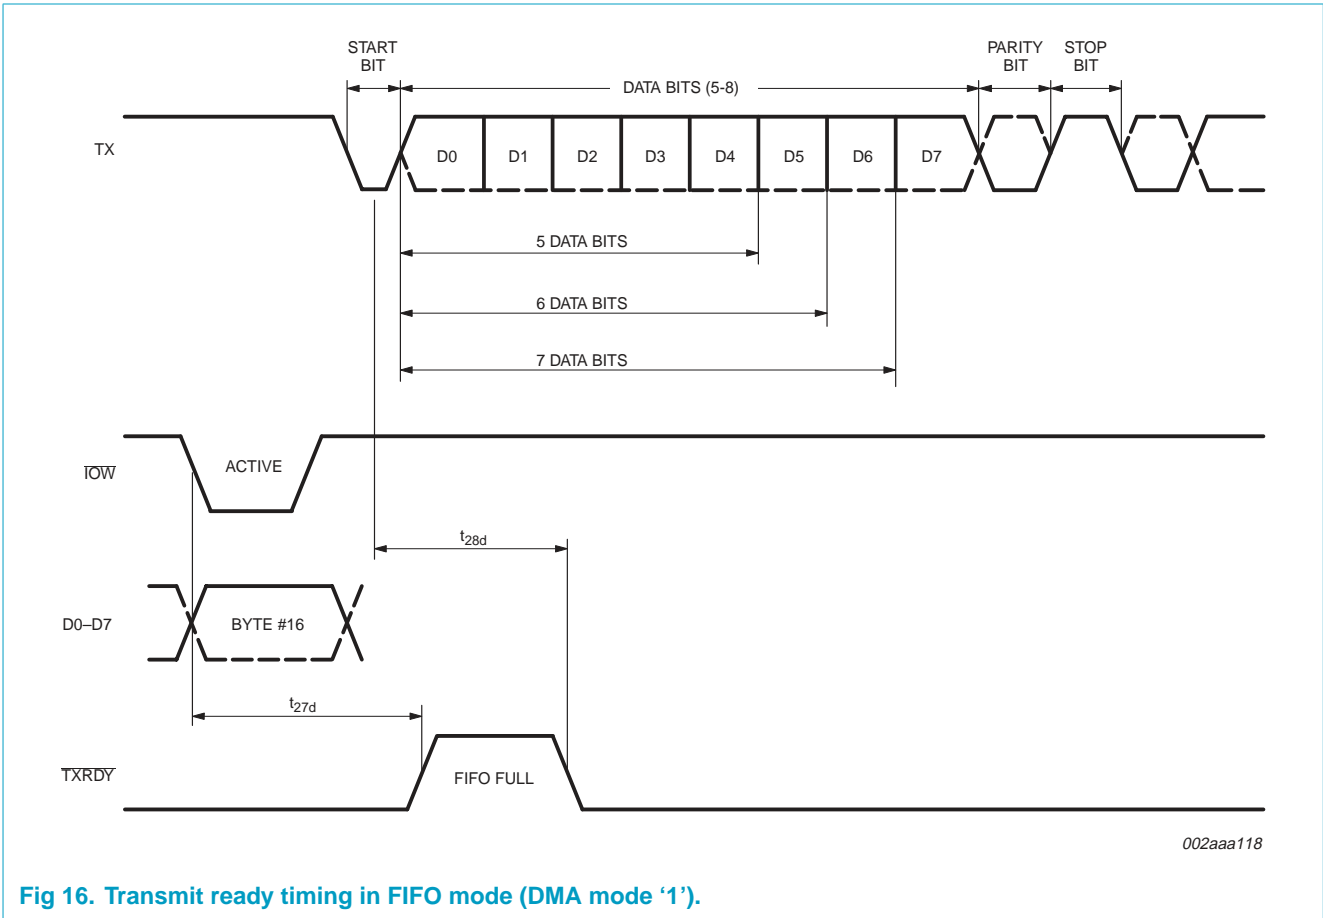 START
BIT
PARITY
BIT
STOP
BIT
DATA BITS (5-8)
TX
D0 D1 D2 D3 D4 D5 D6 D7
5 DATA BITS
6 DATA BITS
7 DATA BITS
IOW
ACTIVE
t28d
D0–D7
BYTE #16
t27d
TXRDY
FIFO FULL
002aaa118
Fig 16. Transmit ready timing in FIFO mode (DMA mode ‘1’).